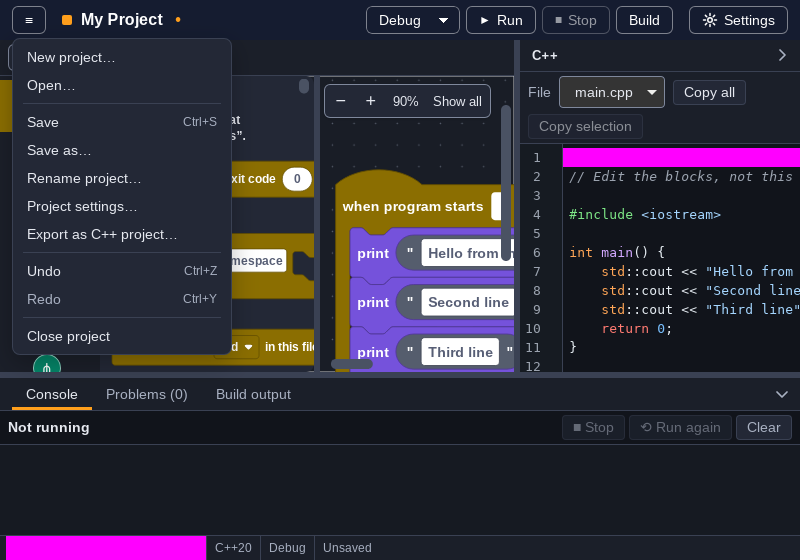 ≡ My Project • Debug Run Stop Build Settings
New project…
Open…
Save Ctrl+S
Save as…
Rename project…
Project settings…
Export as C++ project…
Undo Ctrl+Z
Redo Ctrl+Y
Close project
at
s”.
xit code 0
mespace
d in this file
− + 90% Show all
when program starts
print " Hello from
print " Second line
print " Third line "
C++
File main.cpp Copy all
Copy selection
1
2 // Edit the blocks, not this
3
4 #include <iostream>
5
6 int main() {
7 std::cout << "Hello from
8 std::cout << "Second line
9 std::cout << "Third line"
10 return 0;
11 }
12
Console Problems (0) Build output
Not running Stop Run again Clear
C++20 Debug Unsaved